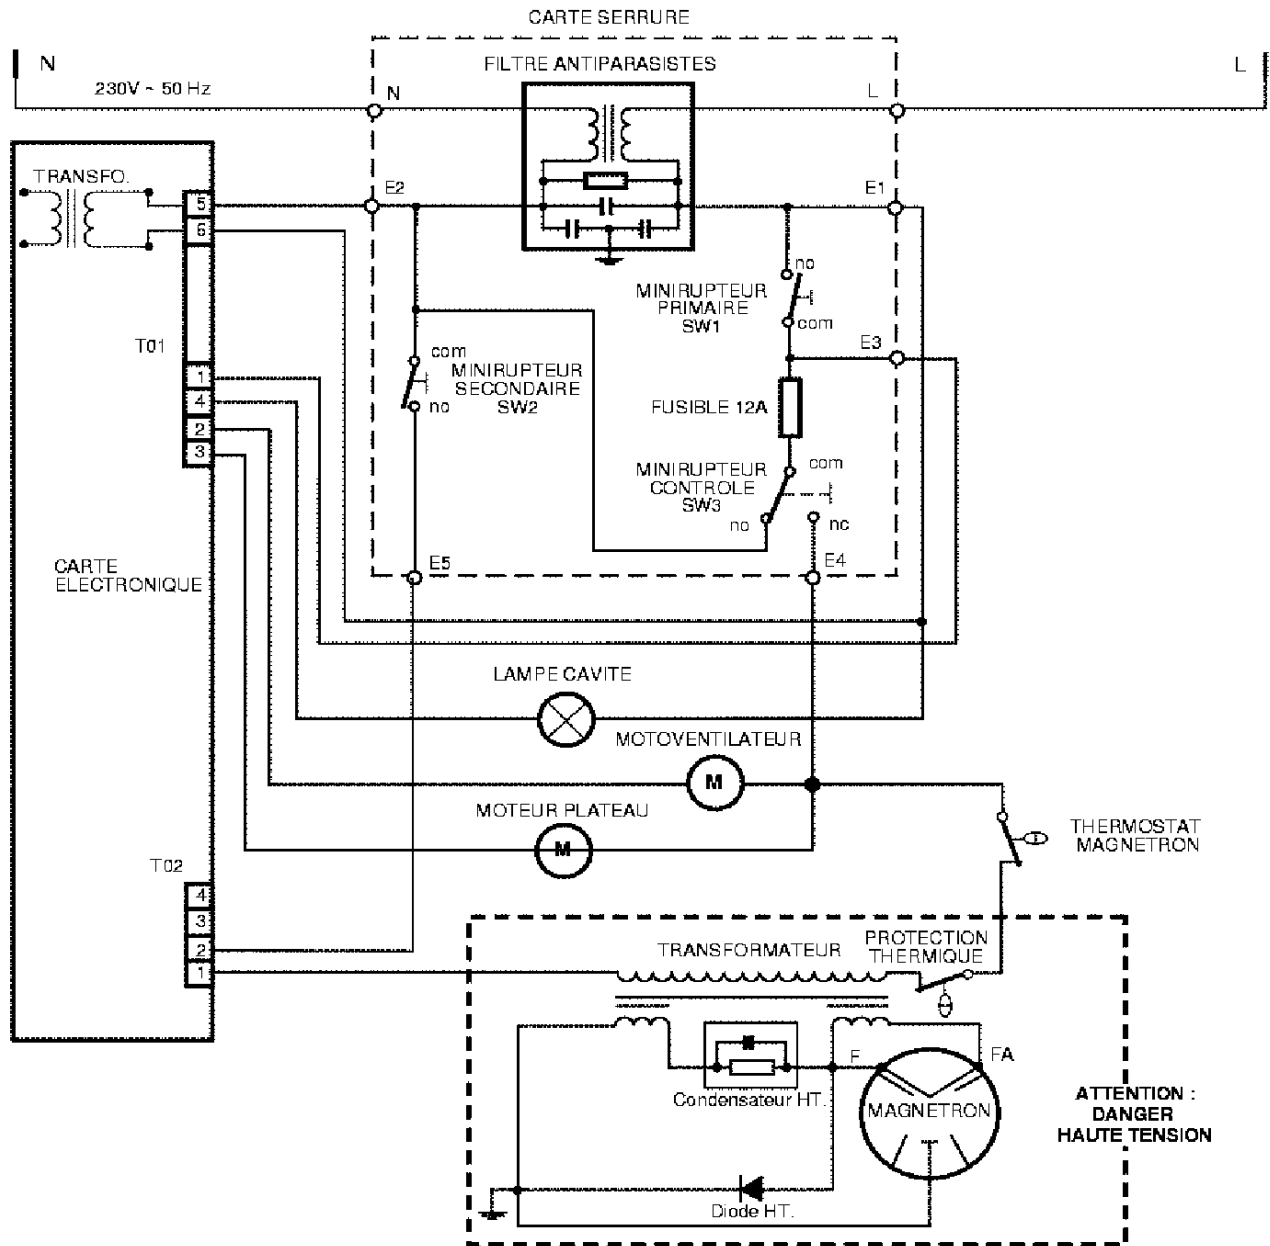 CARTE SERRURE
N
L
FILTRE ANTIPARASISTES
230V ~ 50 Hz
N
L
TRANSFO.
5
6
E2
E1
no
MINIRUPTEUR
PRIMAIRE
SW1
com
E3
T01
1
4
2
3
com
MINIRUPTEUR
SECONDAIRE
SW2
no
FUSIBLE 12A
com
MINIRUPTEUR
CONTROLE
SW3
no
nc
E5
E4
CARTE
ELECTRONIQUE
LAMPE CAVITE
MOTOVENTILATEUR
M
MOTEUR PLATEAU
M
THERMOSTAT
MAGNETRON
T02
4
3
2
1
TRANSFORMATEUR
PROTECTION
THERMIQUE
F
FA
Condensateur HT.
MAGNETRON
ATTENTION :
DANGER
HAUTE TENSION
Diode HT.